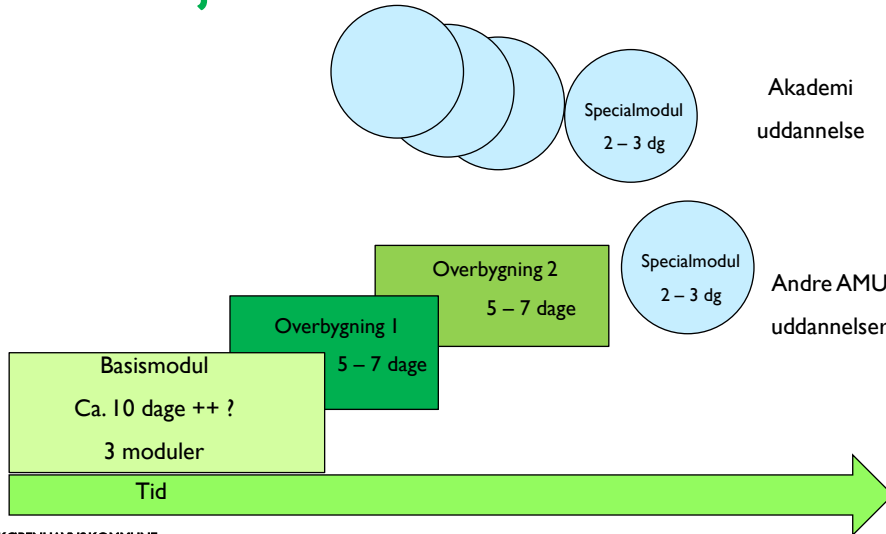 Specialmodul
2 – 3 dg
Akademi
uddannelse
Specialmodul
2 – 3 dg
Andre AMU
uddannelser
Overbygning 2
5 – 7 dage
Overbygning 1
5 – 7 dage
Basismodul
Ca. 10 dage ++ ?
3 moduler
Tid